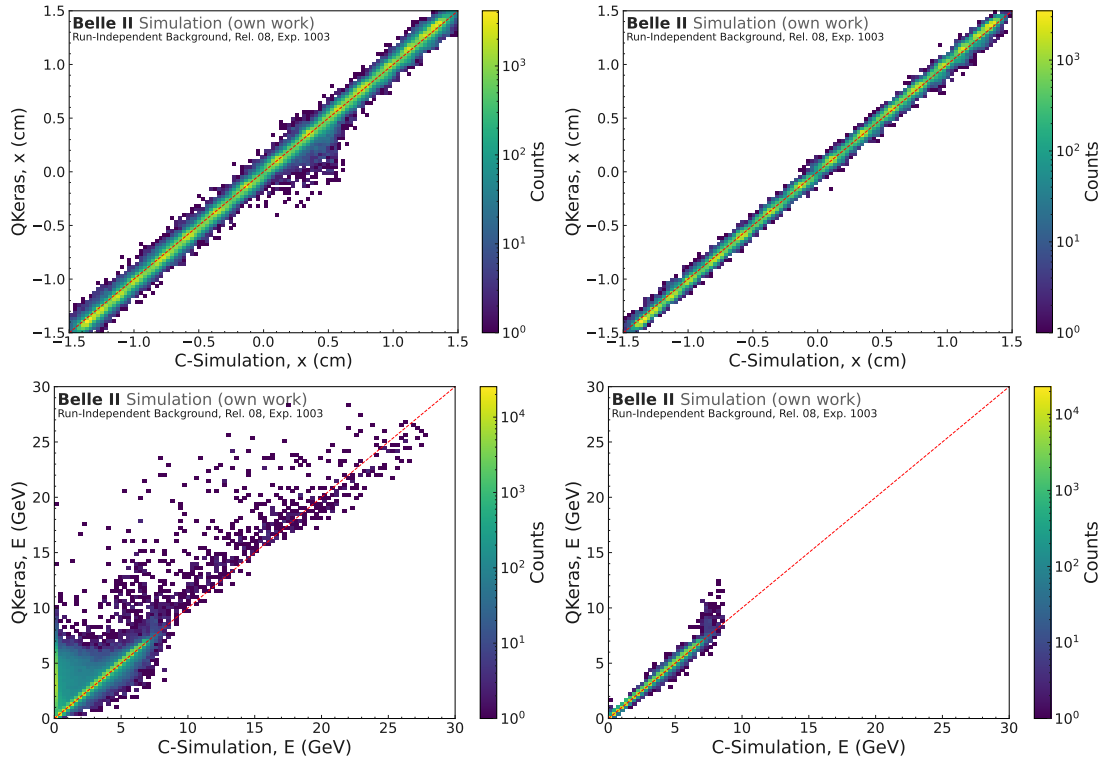 Belle II Simulation (own work)
Run-Independent Background, Rel. 08, Exp. 1003
1.5
1.0
0.5
0.0
−0.5
−1.0
−1.5
QKeras, x (cm)
−1.5 −1.0 −0.5 0.0 0.5 1.0 1.5
C-Simulation, x (cm)
10³
10²
10¹
10⁰
Counts
Belle II Simulation (own work)
Run-Independent Background, Rel. 08, Exp. 1003
1.5
1.0
0.5
0.0
−0.5
−1.0
−1.5
QKeras, x (cm)
−1.5 −1.0 −0.5 0.0 0.5 1.0 1.5
C-Simulation, x (cm)
10³
10²
10¹
10⁰
Counts
Belle II Simulation (own work)
Run-Independent Background, Rel. 08, Exp. 1003
30
25
20
15
10
5
0
QKeras, E (GeV)
0 5 10 15 20 25 30
C-Simulation, E (GeV)
10⁴
10³
10²
10¹
10⁰
Counts
Belle II Simulation (own work)
Run-Independent Background, Rel. 08, Exp. 1003
30
25
20
15
10
5
0
QKeras, E (GeV)
0 5 10 15 20 25 30
C-Simulation, E (GeV)
10⁴
10³
10²
10¹
10⁰
Counts